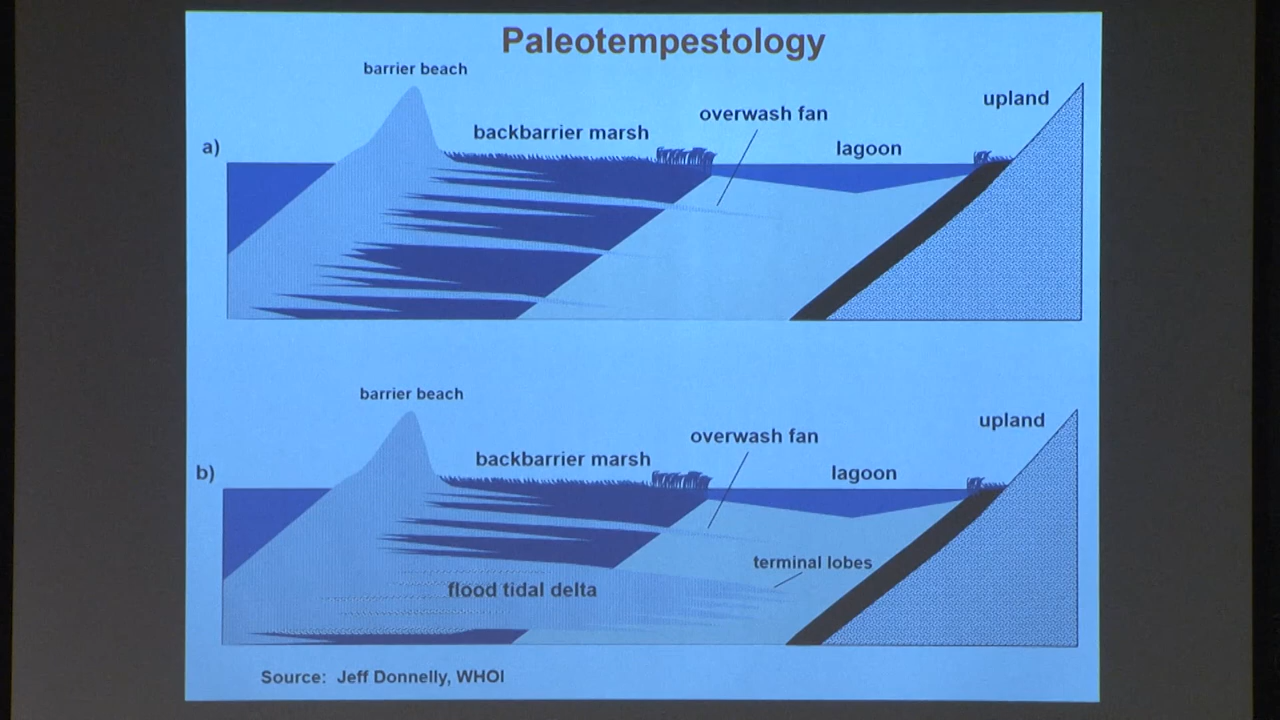 Paleotempestology
barrier beach
upland
overwash fan
backbarrier marsh
a)
lagoon
barrier beach
upland
overwash fan
backbarrier marsh
b)
lagoon
terminal lobes
flood tidal delta
Source: Jeff Donnelly, WHOI